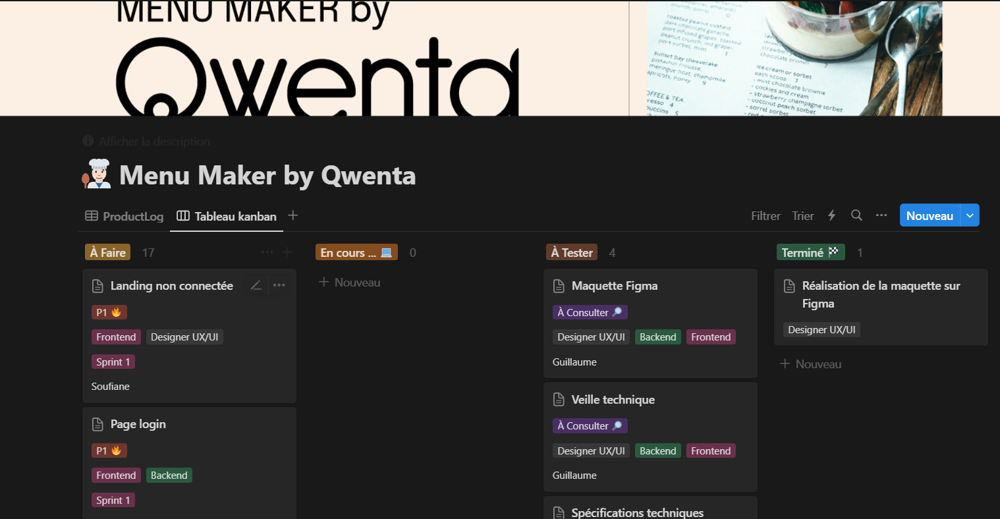 MENU MAKER by
Qwenta
roasted peanut custard
dark chocolate ganache,
port infused grapes, toasted
peanut crunch, red grape-
port sorbet, mint
8
sunset bay cheesecake
pistachio mousse,
meringue boat, chamomile
apricots, honey 9
OFFEE & TEA
resso 4
puccino 5
chocolate crunch
ice cream or sorbet
each scoop 3
- mint chocolate brownie
- cookies and cream
- strawberry champagne sorbet
- coconut peach sorbet
- sorrel sorbet
Afficher la description
Menu Maker by Qwenta
ProductLog
Tableau kanban
Filtrer
Trier
Nouveau
À Faire 17
Landing non connectée
P1
Frontend Designer UX/UI
Sprint 1
Soufiane
Page login
P1
Frontend Backend
Sprint 1
En cours ... 0
+ Nouveau
À Tester 4
Maquette Figma
À Consulter
Designer UX/UI Backend Frontend
Guillaume
Veille technique
À Consulter
Designer UX/UI Backend Frontend
Guillaume
Spécifications techniques
Terminé 1
Réalisation de la maquette sur
Figma
Designer UX/UI
+ Nouveau